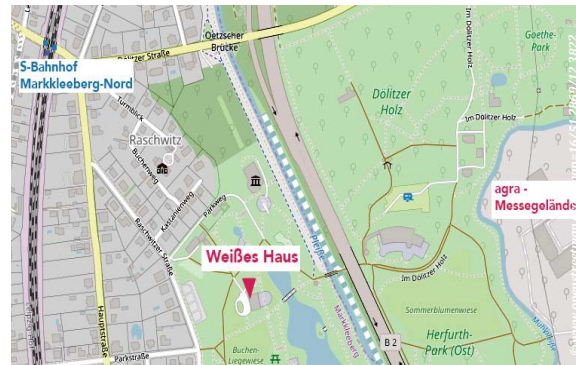 Oetzscher
Brücke
Goethe-
Park
S-Bahnhof
Markkleeberg-Nord
Dölitzer
Holz
Im Dölitzer Holz
Im Dölitzer Holz
Turmblick
Raschwitz
Buchenweg
Kastanienweg
Parkweg
Raschwitzer Straße
agra -
Messegelände
Weißes Haus
Pleiße
Im Dölitzer Holz
Hauptstraße
Markkleeberg
Sommerblumenwiese
Herfurth-
Park (Ost)
B 2
Buchen-
Liegewiese
Parkstraße